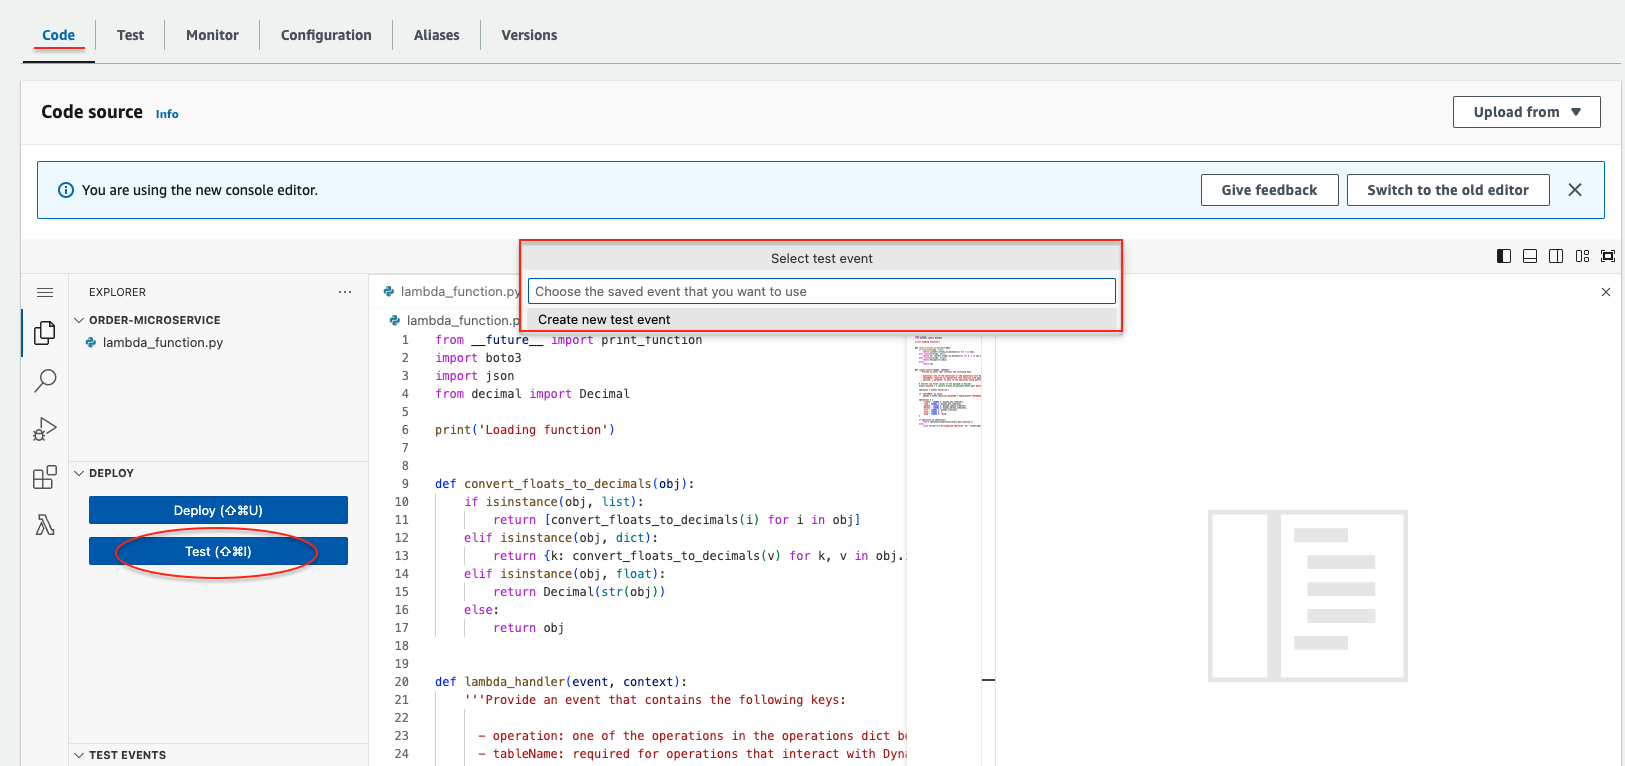 Code
Test
Monitor
Configuration
Aliases
Versions
Code source Info
Upload from
You are using the new console editor.
Give feedback
Switch to the old editor
Select test event
Choose the saved event that you want to use
Create new test event
EXPLORER
ORDER-MICROSERVICE
lambda_function.py
DEPLOY
Deploy (⇧⌘U)
Test (⇧⌘I)
TEST EVENTS
lambda_function.py
lambda_function.p
1 from __future__ import print_function
2 import boto3
3 import json
4 from decimal import Decimal
5
6 print('Loading function')
7
8
9 def convert_floats_to_decimals(obj):
10 if isinstance(obj, list):
11 return [convert_floats_to_decimals(i) for i in obj]
12 elif isinstance(obj, dict):
13 return {k: convert_floats_to_decimals(v) for k, v in obj.
14 elif isinstance(obj, float):
15 return Decimal(str(obj))
16 else:
17 return obj
18
19
20 def lambda_handler(event, context):
21 '''Provide an event that contains the following keys:
22
23 - operation: one of the operations in the operations dict be
24 - tableName: required for operations that interact with Dyna